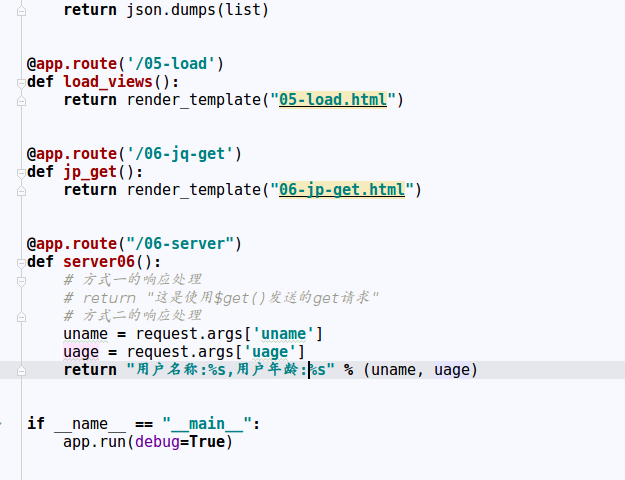 return json.dumps(list)
@app.route('/05-load')
def load_views():
return render_template("05-load.html")
@app.route('/06-jq-get')
def jp_get():
return render_template("06-jp-get.html")
@app.route("/06-server")
def server06():
# 方式一的响应处理
# return "这是使用$get()发送的get请求"
# 方式二的响应处理
uname = request.args['uname']
uage = request.args['uage']
return "用户名称:%s,用户年龄:%s" % (uname, uage)
if __name__ == "__main__":
app.run(debug=True)